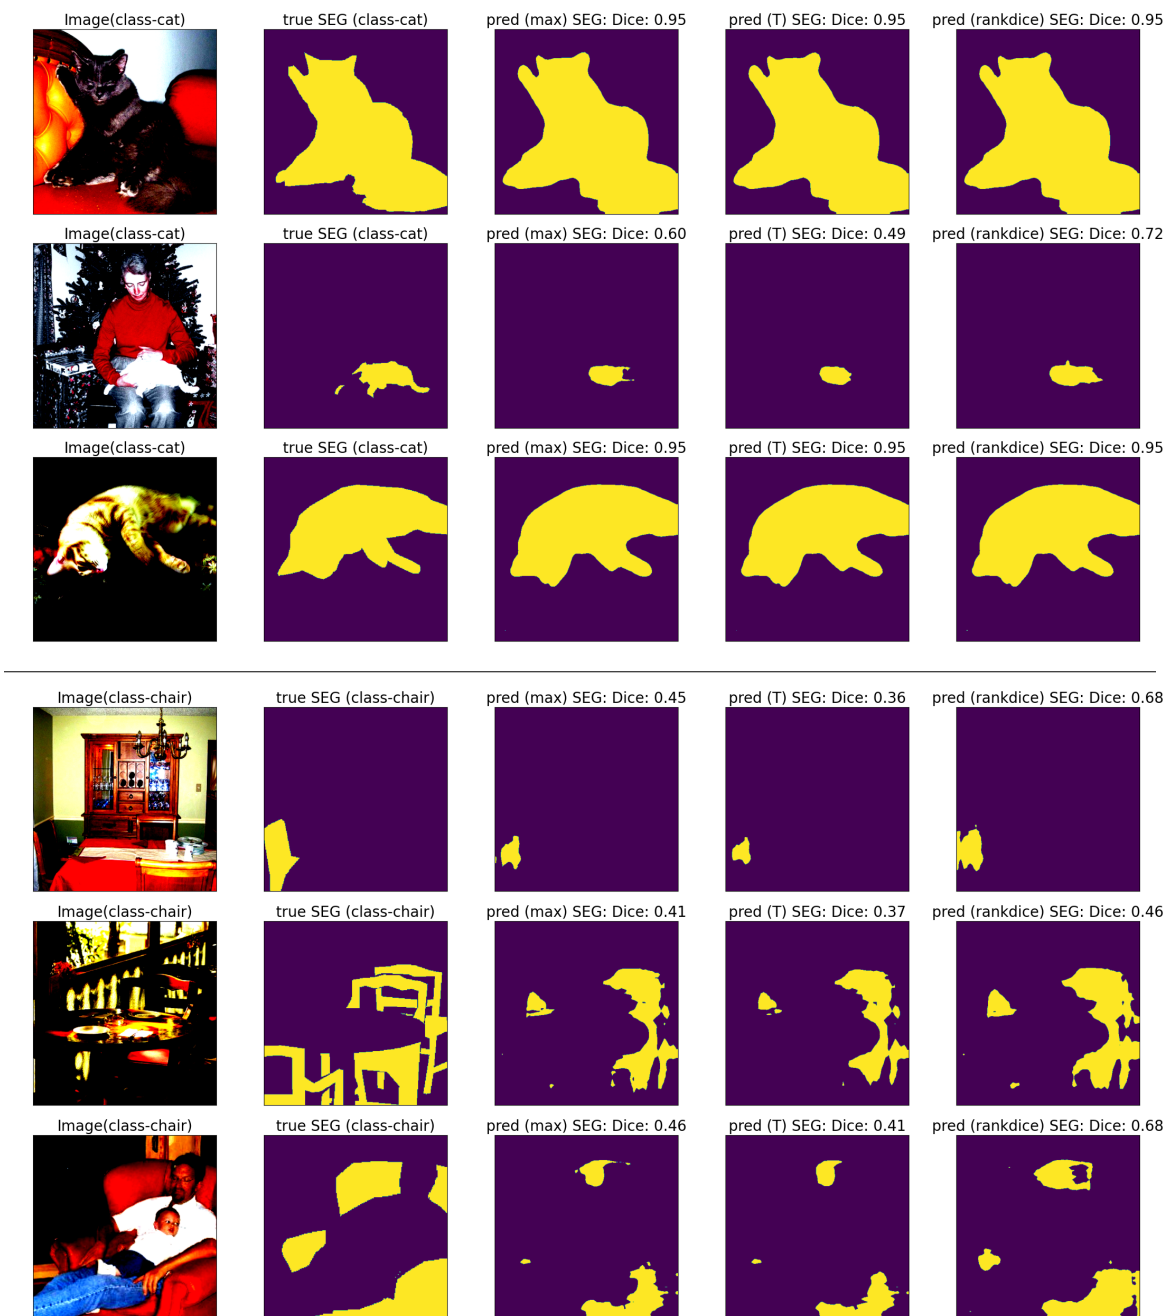 Image(class-cat) true SEG (class-cat) pred (max) SEG: Dice: 0.95 pred (T) SEG: Dice: 0.95 pred (rankdice) SEG: Dice: 0.95
Image(class-cat) true SEG (class-cat) pred (max) SEG: Dice: 0.60 pred (T) SEG: Dice: 0.49 pred (rankdice) SEG: Dice: 0.72
Image(class-cat) true SEG (class-cat) pred (max) SEG: Dice: 0.95 pred (T) SEG: Dice: 0.95 pred (rankdice) SEG: Dice: 0.95
Image(class-chair) true SEG (class-chair) pred (max) SEG: Dice: 0.45 pred (T) SEG: Dice: 0.36 pred (rankdice) SEG: Dice: 0.68
Image(class-chair) true SEG (class-chair) pred (max) SEG: Dice: 0.41 pred (T) SEG: Dice: 0.37 pred (rankdice) SEG: Dice: 0.46
Image(class-chair) true SEG (class-chair) pred (max) SEG: Dice: 0.46 pred (T) SEG: Dice: 0.41 pred (rankdice) SEG: Dice: 0.68